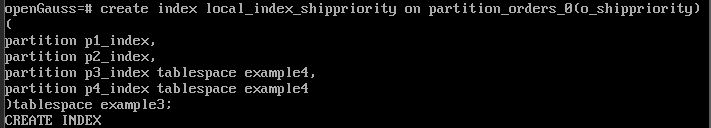 openGauss=# create index local_index_shippriority on partition_orders_0(o_shippriority)
(
partition p1_index,
partition p2_index,
partition p3_index tablespace example4,
partition p4_index tablespace example4
)tablespace example3;
CREATE INDEX